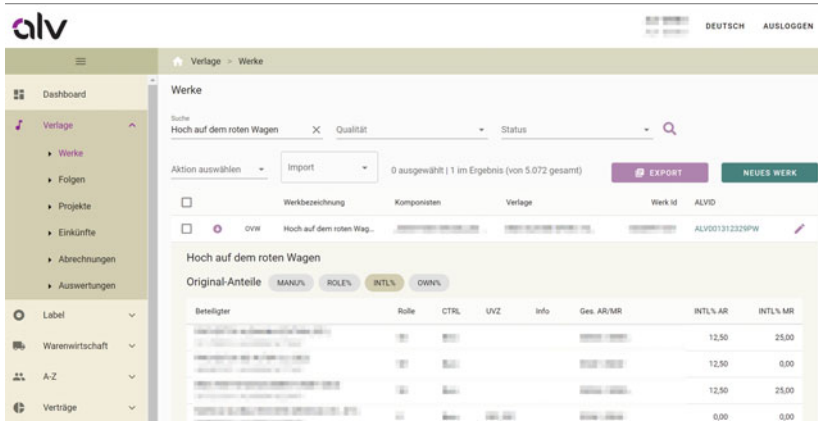 alv
DEUTSCH AUSLOGGEN
Verlage > Werke
Dashboard
Verlage
Werke
Folgen
Projekte
Einkünfte
Abrechnungen
Auswertungen
Label
Warenwirtschaft
A-Z
Verträge
Werke
Suche
Hoch auf dem roten Wagen Qualität Status
Aktion auswählen Import 0 ausgewählt | 1 im Ergebnis (von 5.072 gesamt) EXPORT NEUES WERK
Werkbezeichnung Komponisten Verlage Werk Id ALVID
OVW Hoch auf dem roten Wag... ALV001312329PW
Hoch auf dem roten Wagen
Original-Anteile MANU% ROLE% INTL% OWN%
Beteiligter Rolle CTRL UVZ Info Ges. AR/MR INTL% AR INTL% MR
12,50 25,00
12,50 0,00
12,50 25,00
0,00 0,00